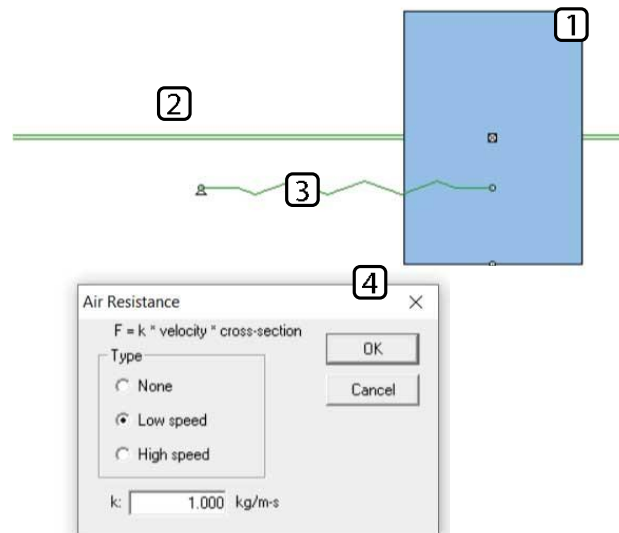 1
2
3
4
Air Resistance
F = k * velocity * cross-section
Type
None
Low speed
High speed
OK
Cancel
k: 1.000 kg/m-s